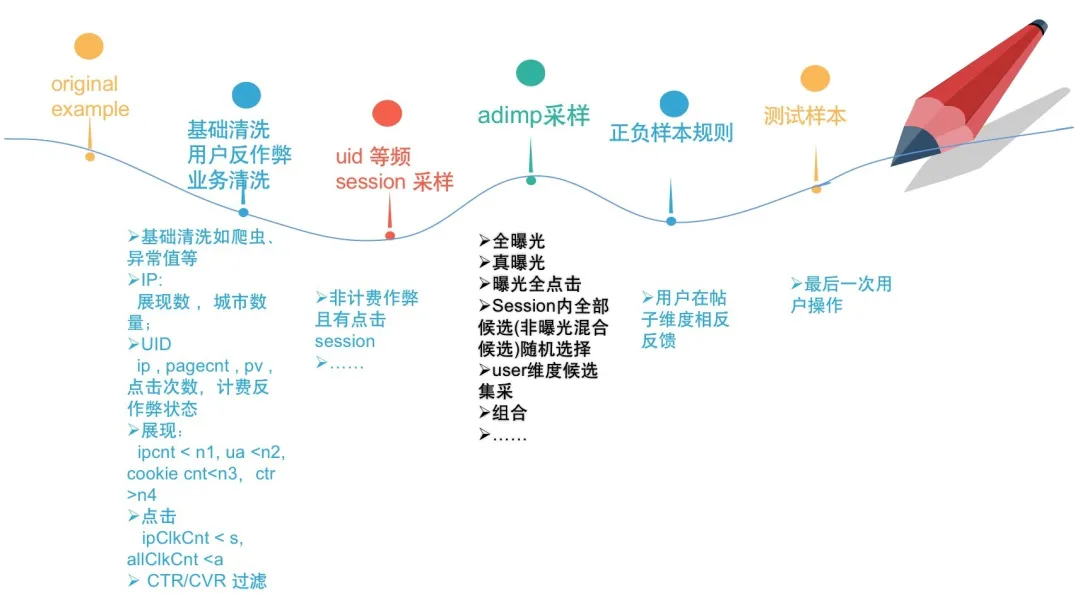 original
example
基础清洗
用户反作弊
业务清洗
uid 等频
session 采样
adimp采样
正负样本规则
测试样本
➢基础清洗如爬虫、
异常值等
➢IP:
展现数 ，城市数
量；
➢UID
ip , pagecnt , pv ,
点击次数，计费反
作弊状态
➢展现：
ipcnt < n1, ua <n2,
cookie cnt<n3，ctr
>n4
➢点击
ipClkCnt < s,
allClkCnt <a
➢ CTR/CVR 过滤
➢非计费作弊
且有点击
session
➢……
➢全曝光
➢真曝光
➢曝光全点击
➢Session内全部
候选(非曝光混合
候选)随机选择
➢user维度候选
集采
➢组合
➢……
➢用户在帖
子维度相反
反馈
➢最后一次用
户操作